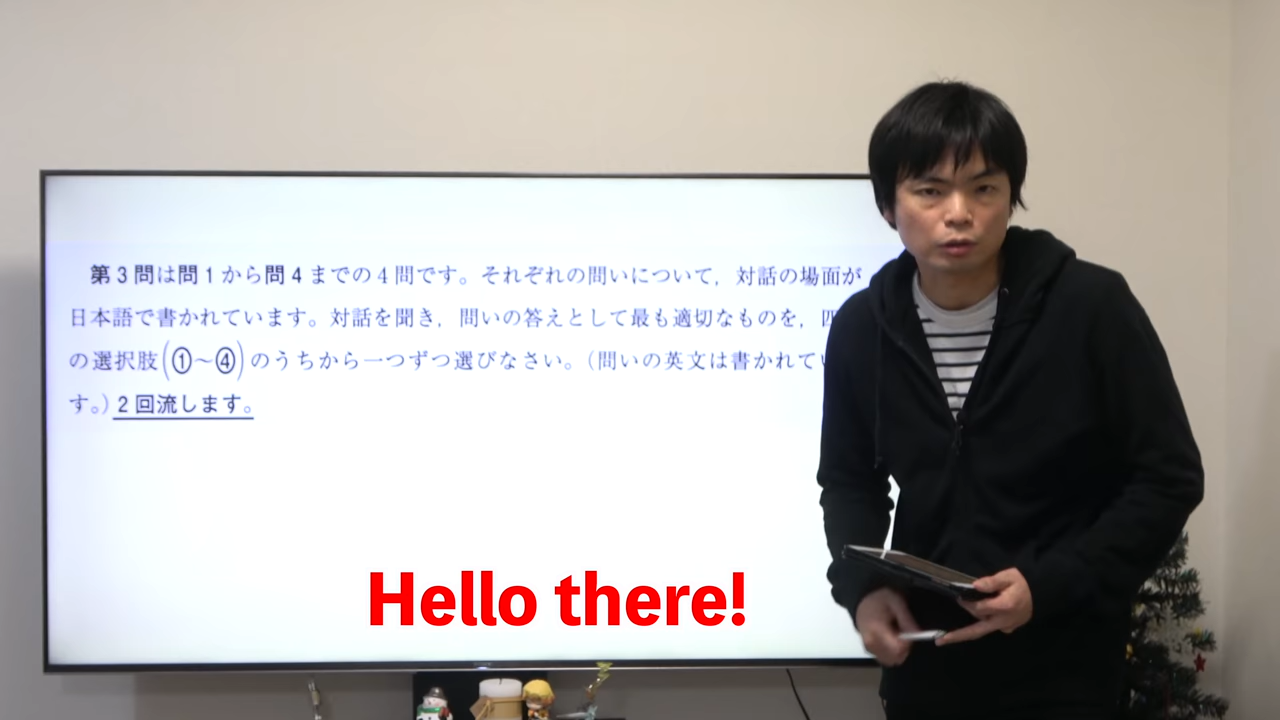 第3問は問1から問4までの4問です。それぞれの問いについて，対話の場面が
日本語で書かれています。対話を聞き，問いの答えとして最も適切なものを，四
の選択肢(①～④)のうちから一つずつ選びなさい。(問いの英文は書かれてい
す。) 2回流します。
Hello there!